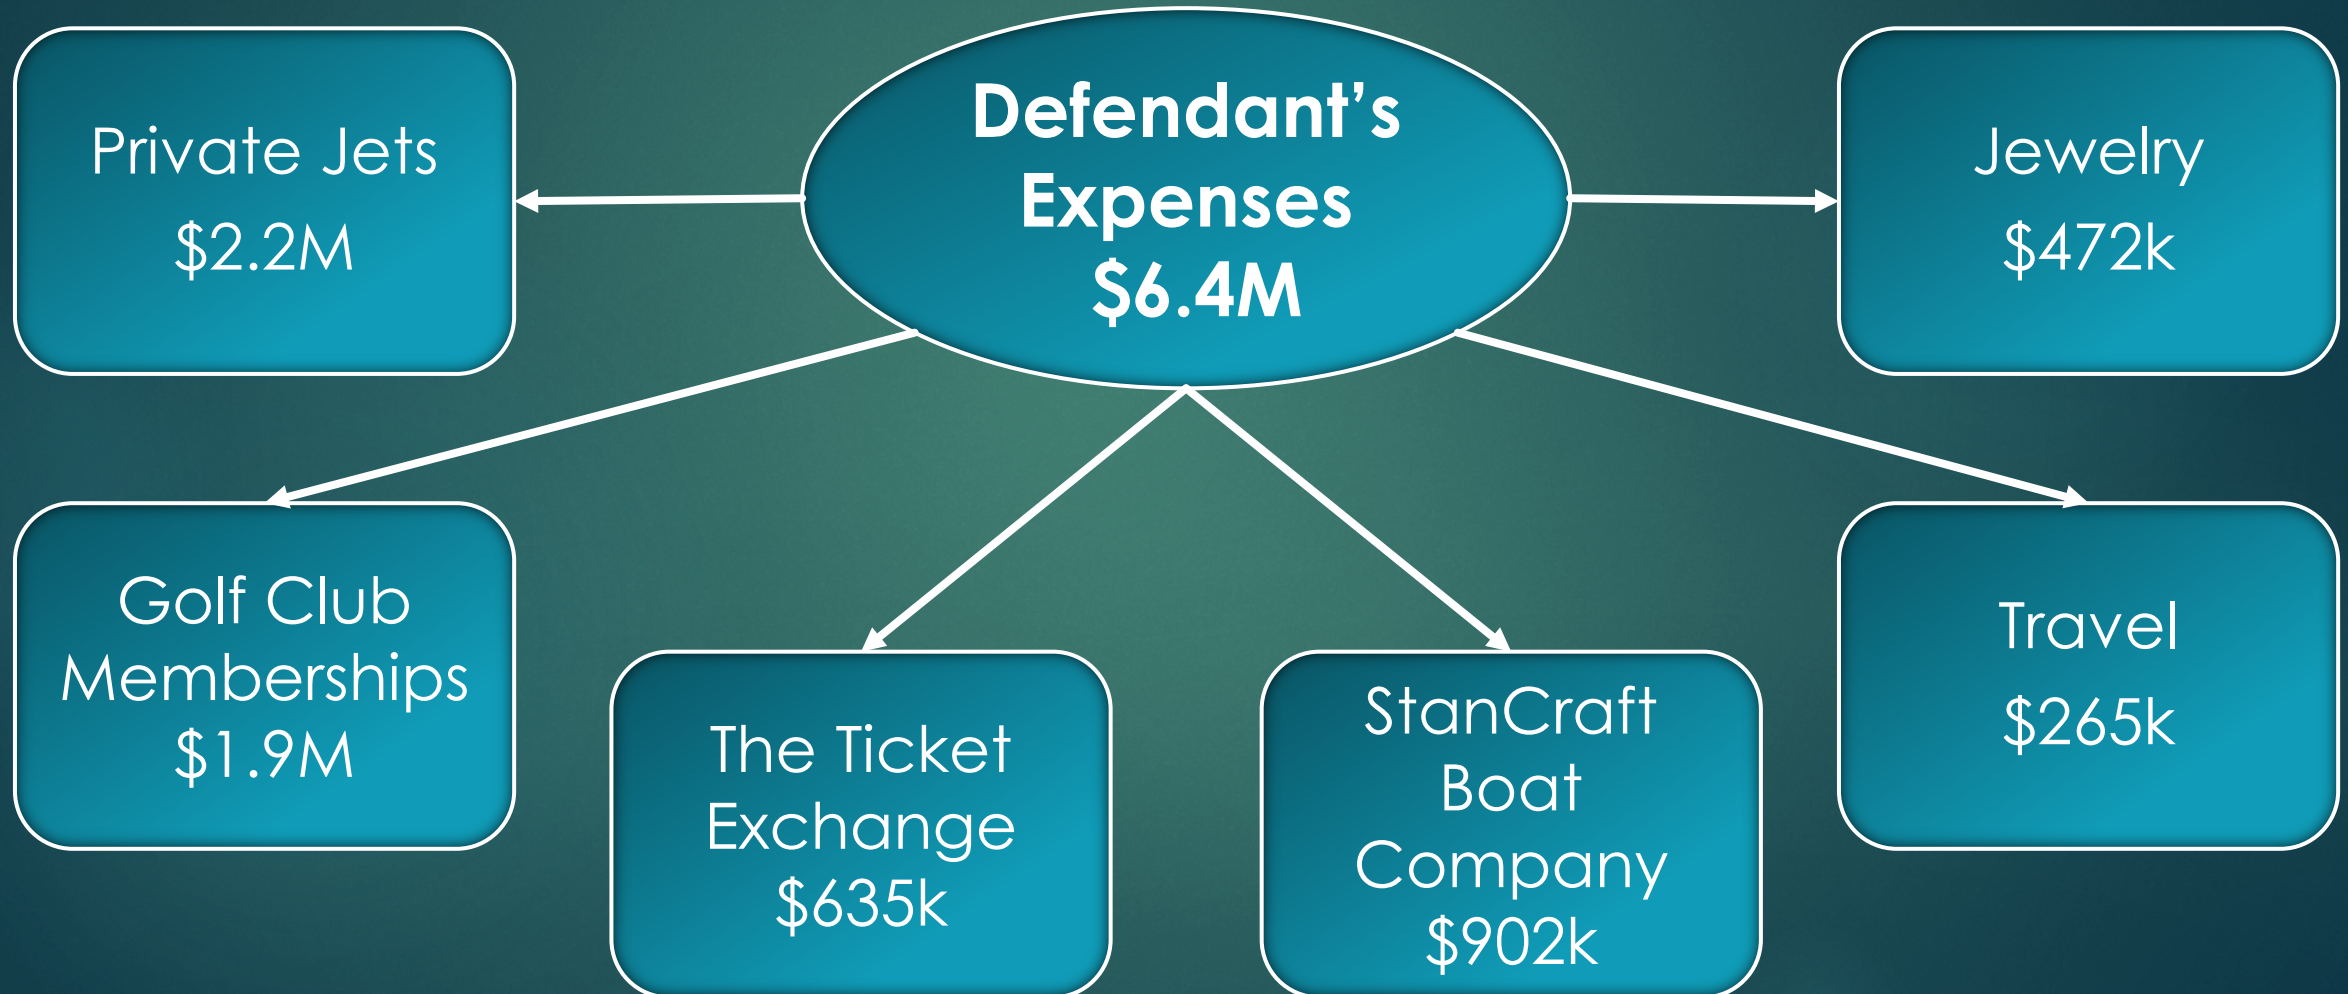 Defendant’s
Expenses
$6.4M
Private Jets
$2.2M
Jewelry
$472k
Golf Club
Memberships
$1.9M
The Ticket
Exchange
$635k
StanCraft
Boat
Company
$902k
Travel
$265k